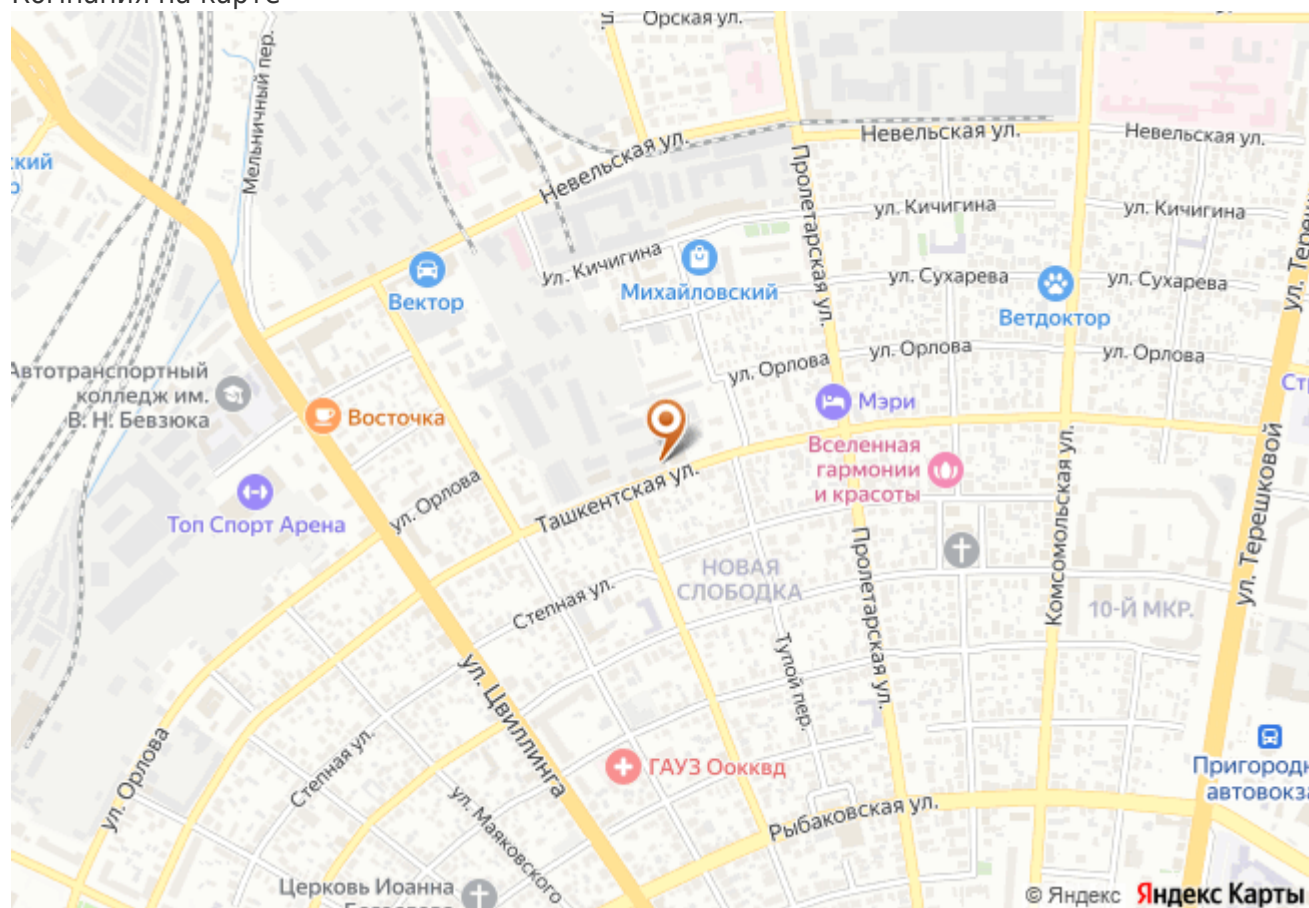 Компания на карте
Орская ул.
ул.
Мельничный пер.
Невельская ул.
Невельская ул.
Невельская ул.
ул. Кичигина
ул. Кичигина
ул. Кичигина
Пролетарская ул.
Михайловский
ул. Сухарева
ул. Сухарева
Ветдоктор
Вектор
ул. Орлова
ул. Орлова
ул. Орлова
Автотранспортный
колледж им.
В. Н. Бевзюка
Восточка
Мэри
Вселенная
гармонии
и красоты
Топ Спорт Арена
ул. Орлова
Ташкентская ул.
Комсомольская ул.
ул. Терешковой
НОВАЯ
СЛОБОДКА
Степная ул.
Пролетарская ул.
10-Й МКР.
Тупой пер.
ул. Цвиллинга
ГАУЗ Оокквд
Степная ул.
ул. Орлова
ул. Маяковского
Рыбаковская ул.
Церковь Иоанна
© Яндекс Яндекс Карты